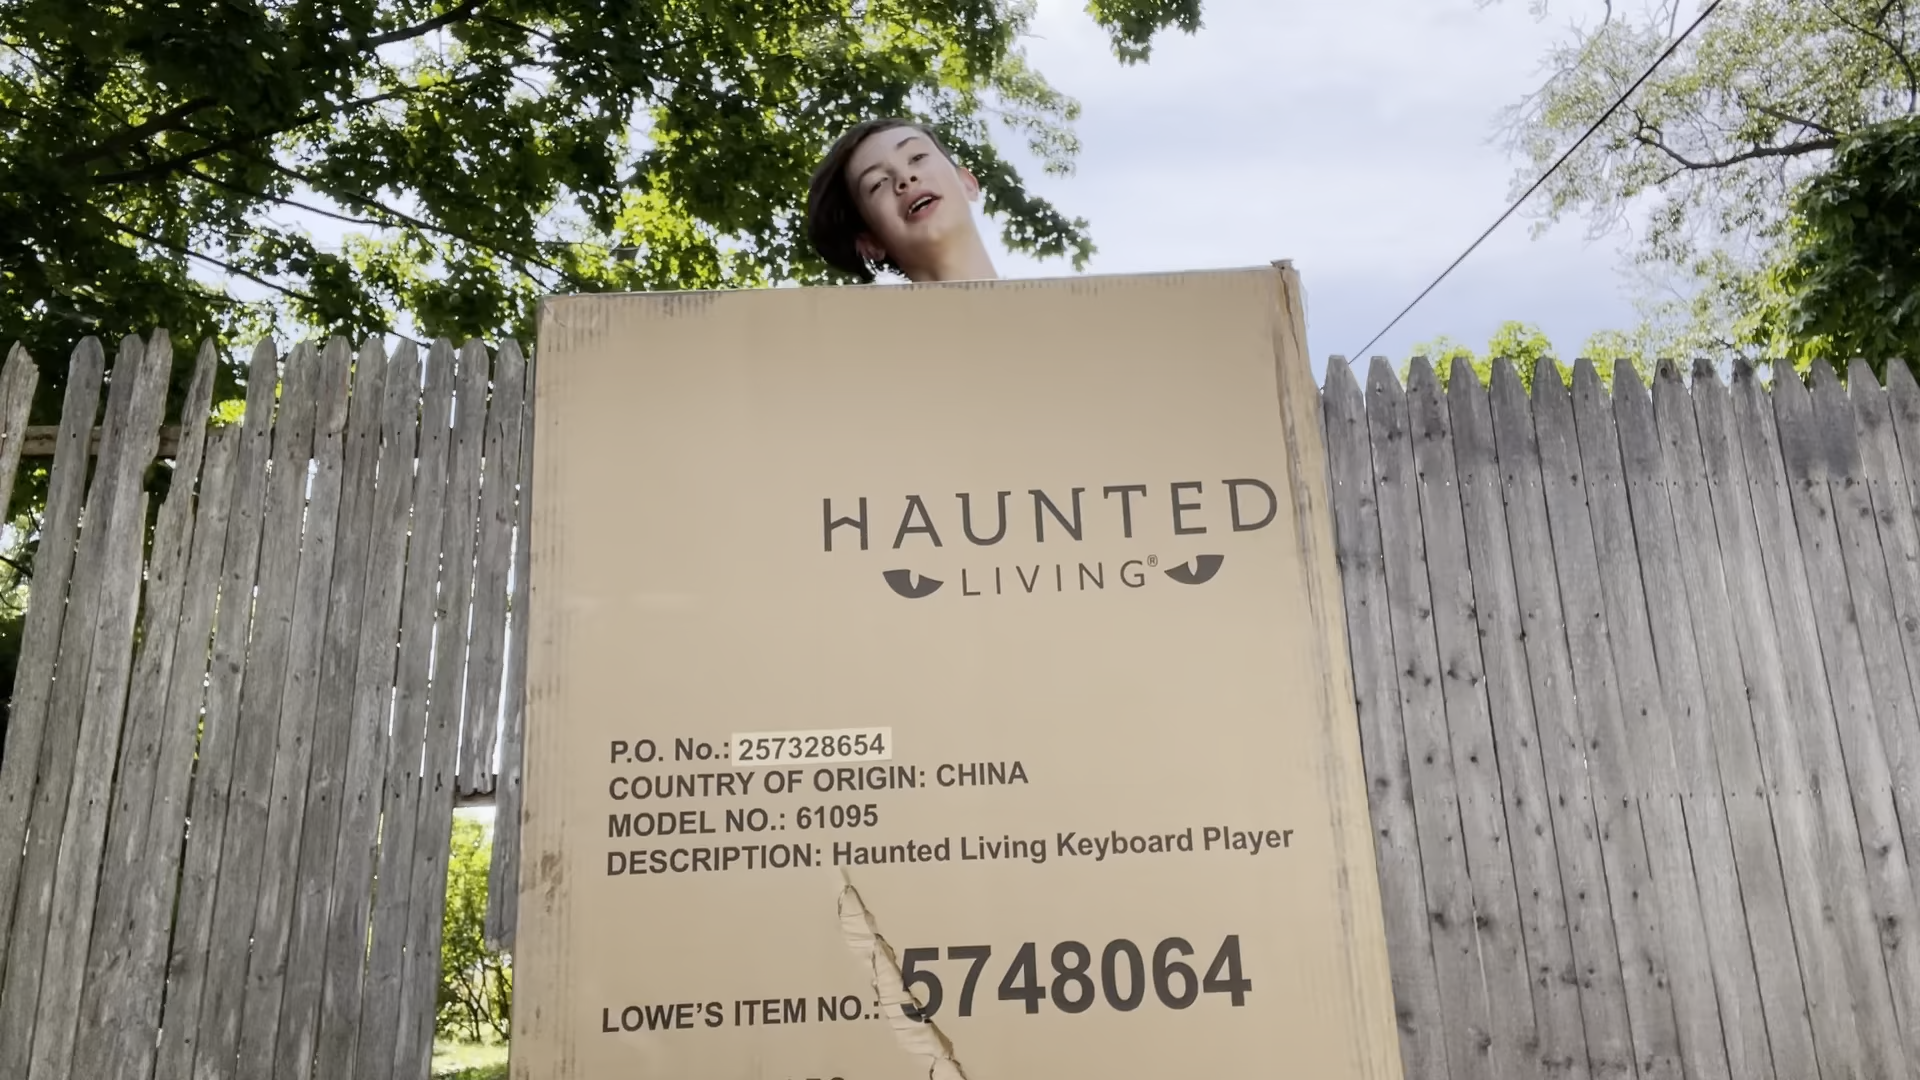 HAUNTED
LIVING®
P.O. No.: 257328654
COUNTRY OF ORIGIN: CHINA
MODEL NO.: 61095
DESCRIPTION: Haunted Living Keyboard Player
LOWE'S ITEM NO.: 5748064